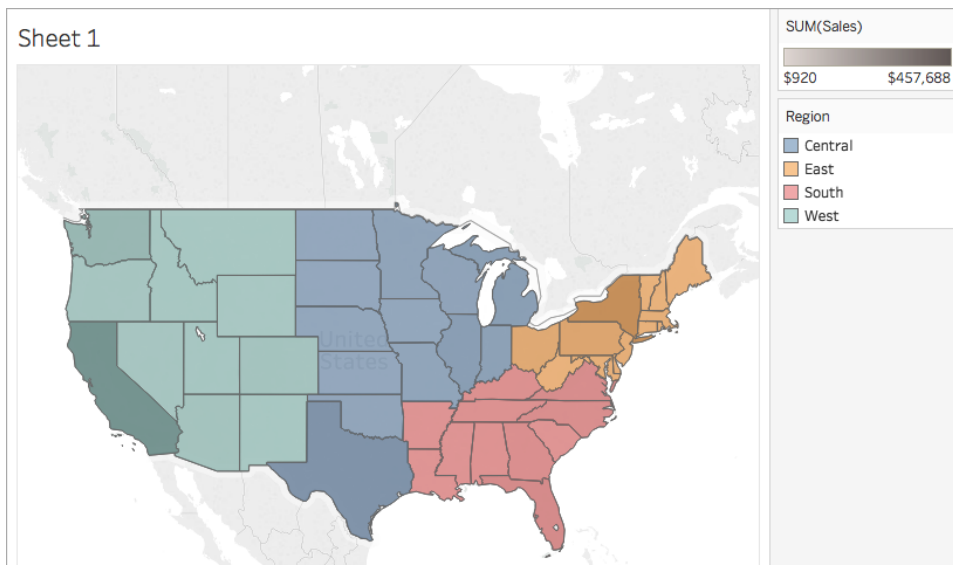 Sheet 1
United
States
SUM(Sales)
$920 $457,688
Region
Central
East
South
West